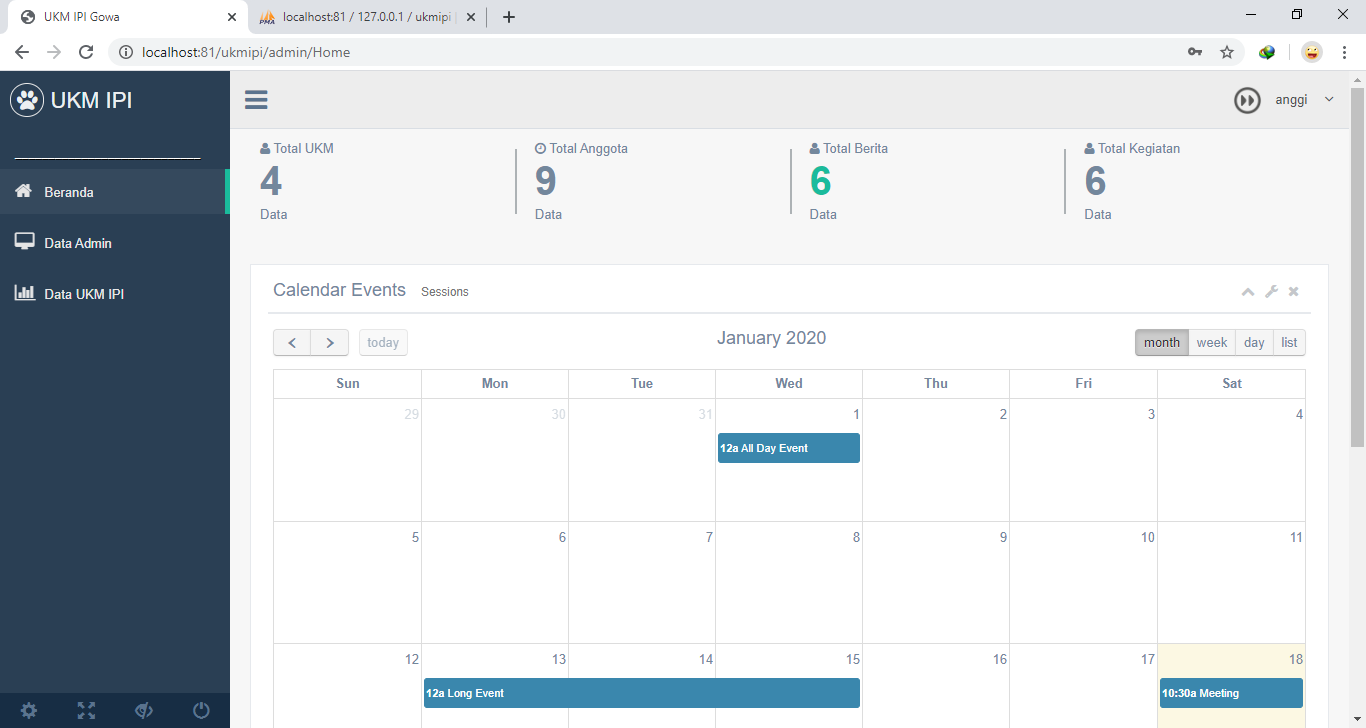 UKM IPI Gowa
localhost:81 / 127.0.0.1 / ukmipi
localhost:81/ukmipi/admin/Home
UKM IPI
anggi
Beranda
Data Admin
Data UKM IPI
Total UKM
4
Data
Total Anggota
9
Data
Total Berita
6
Data
Total Kegiatan
6
Data
Calendar Events Sessions
today
January 2020
month week day list
Sun Mon Tue Wed Thu Fri Sat
29 30 31 1 2 3 4
12a All Day Event
5 6 7 8 9 10 11
12 13 14 15 16 17 18
12a Long Event
10:30a Meeting